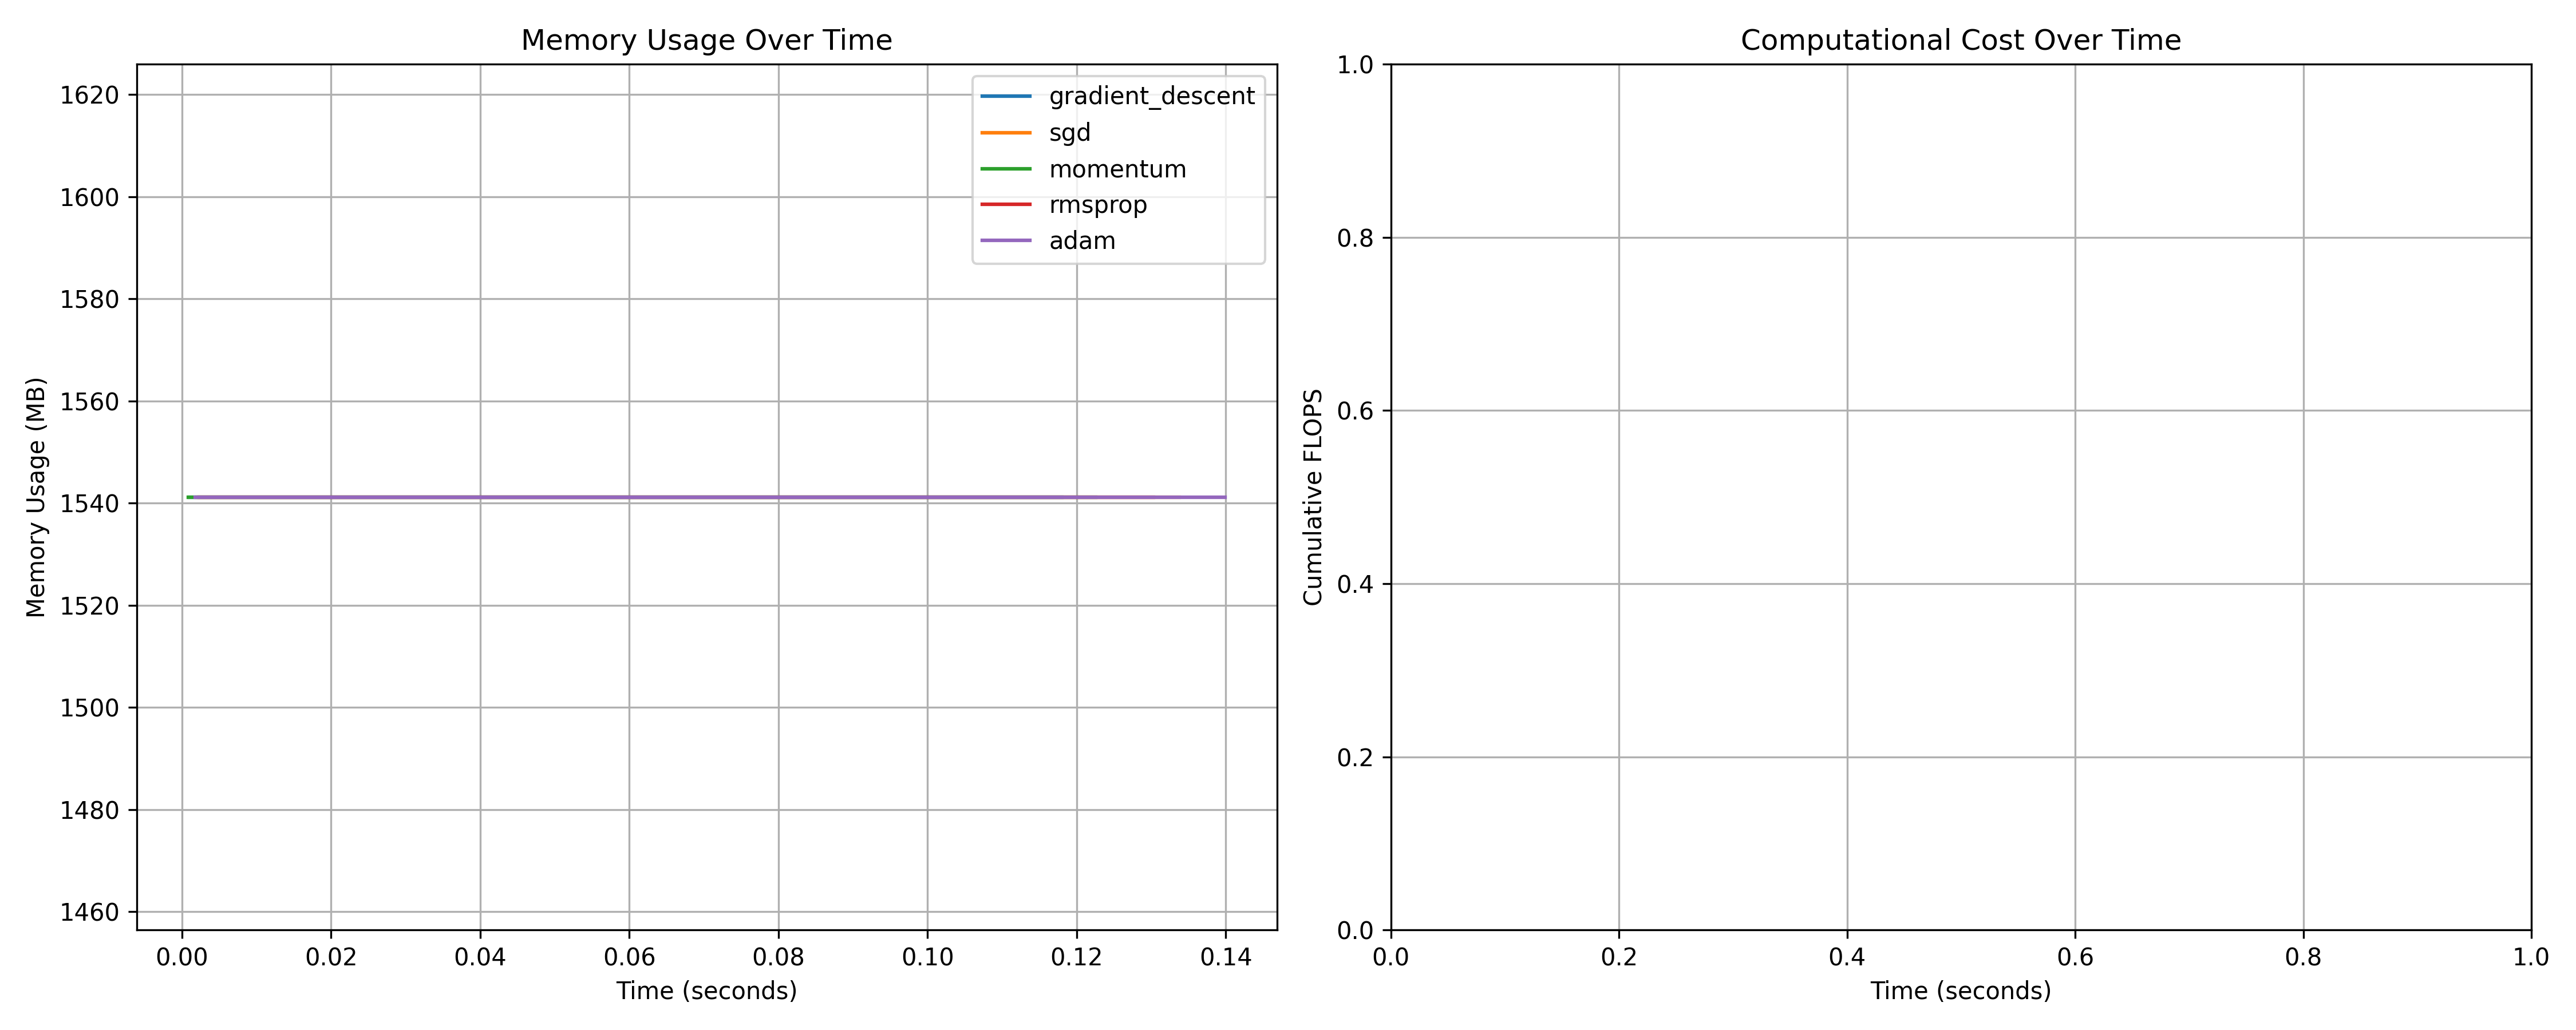 Memory Usage Over Time
1620
1600
1580
1560
1540
1520
1500
1480
1460
Memory Usage (MB)
gradient_descent
sgd
momentum
rmsprop
adam
0.00 0.02 0.04 0.06 0.08 0.10 0.12 0.14
Time (seconds)
Computational Cost Over Time
1.0
0.8
0.6
0.4
0.2
0.0
Cumulative FLOPS
0.0 0.2 0.4 0.6 0.8 1.0
Time (seconds)